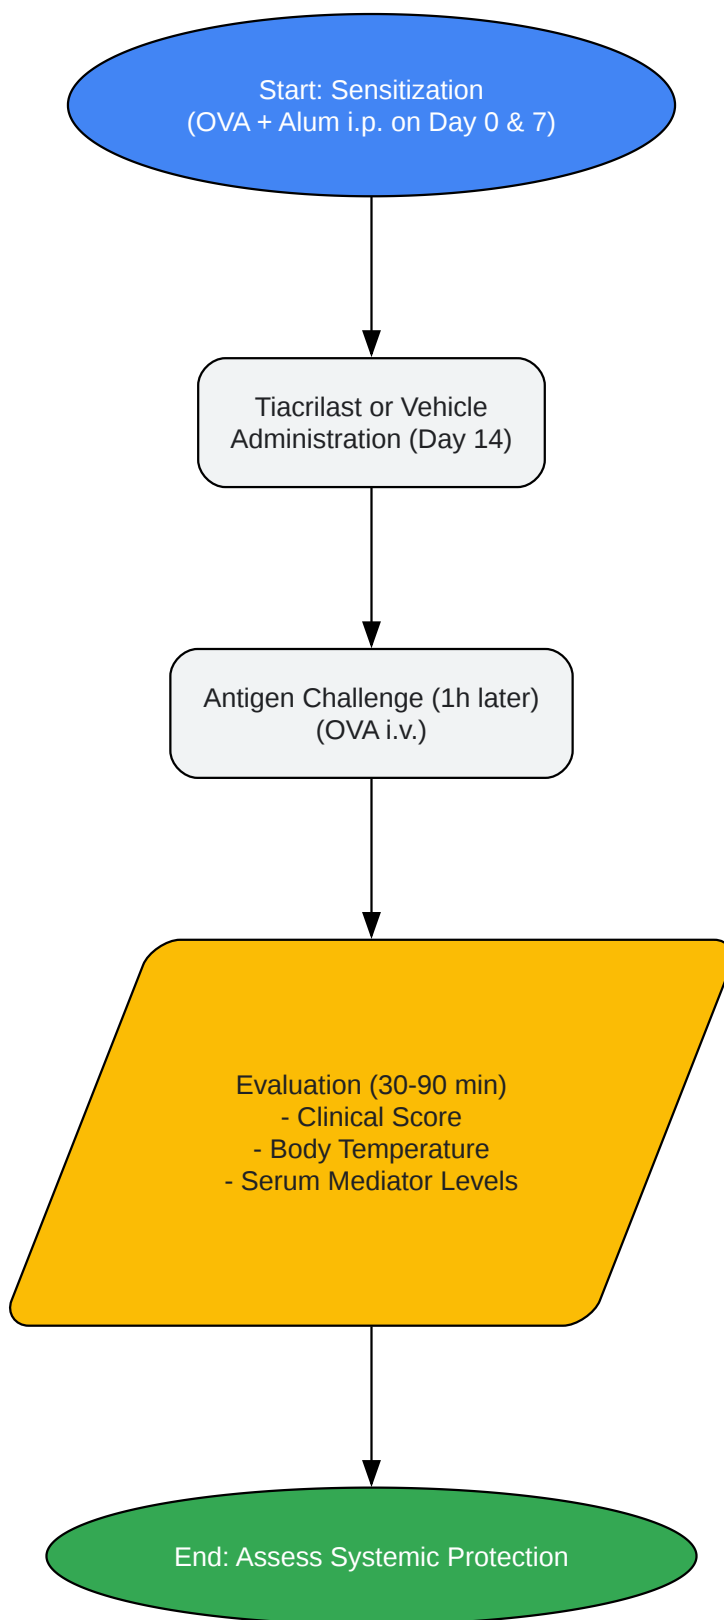 Start: Sensitization
(OVA + Alum i.p. on Day 0 & 7)
Tiacrilast or Vehicle
Administration (Day 14)
Antigen Challenge (1h later)
(OVA i.v.)
Evaluation (30-90 min)
- Clinical Score
- Body Temperature
- Serum Mediator Levels
End: Assess Systemic Protection